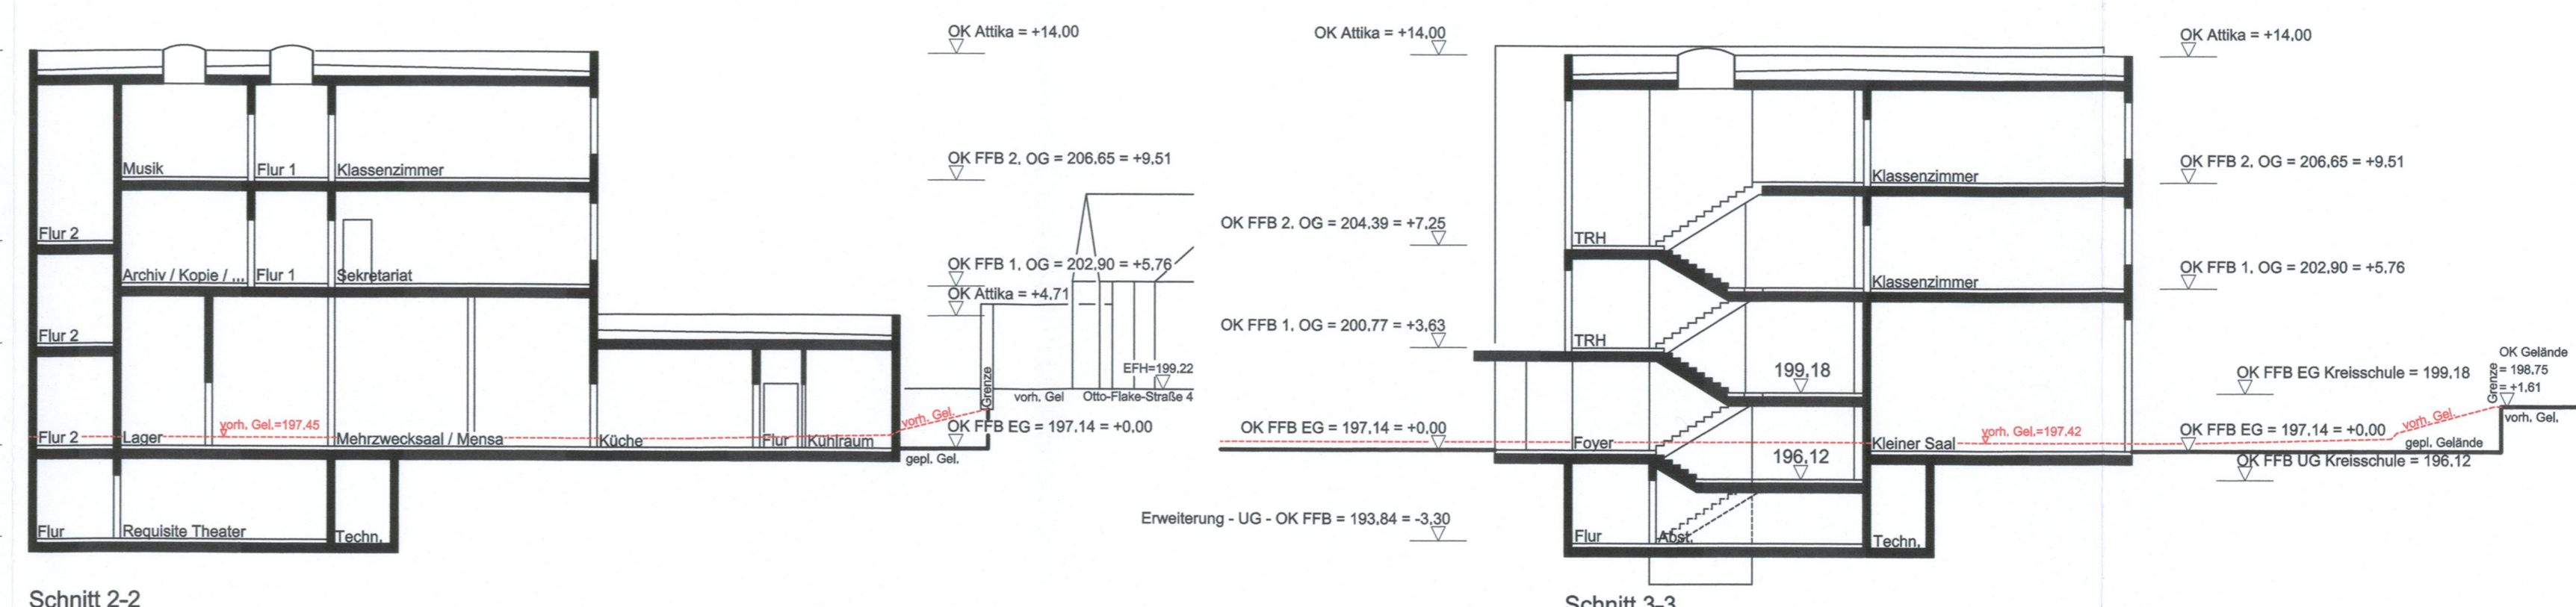 OK Attika = +14,00
OK FFB 2. OG = 206,65 = +9,51
OK FFB 1. OG = 202,90 = +5,76
OK Attika = +4,71
EFH=199.22
Grenze
vorh. Gel
Otto-Flake-Straße 4
vorh. Gel.
OK FFB EG = 197,14 = +0,00
gepl. Gel.
Musik
Flur 1
Klassenzimmer
Flur 2
Archiv / Kopie / ...
Flur 1
Sekretariat
Flur 2
vorh. Gel.=197.45
Flur 2
Lager
Mehrzwecksaal / Mensa
Küche
Flur
Kühlraum
Flur
Requisite Theater
Techn.
Schnitt 2-2
OK Attika = +14,00
OK FFB 2. OG = 204,39 = +7,25
OK FFB 1. OG = 200,77 = +3,63
OK FFB EG = 197,14 = +0,00
Erweiterung - UG - OK FFB = 193,84 = -3,30
Klassenzimmer
TRH
Klassenzimmer
TRH
199,18
Foyer
Kleiner Saal
vorh. Gel.=197.42
196,12
Flur
Abst.
Techn.
Schnitt 3-3
OK Attika = +14,00
OK FFB 2. OG = 206,65 = +9,51
OK FFB 1. OG = 202,90 = +5,76
OK FFB EG Kreisschule = 199,18
Grenze
OK Gelände
= 198,75
= +1,61
vorh. Gel.
vorh. Gel.
OK FFB EG = 197,14 = +0,00
gepl. Gelände
OK FFB UG Kreisschule = 196,12